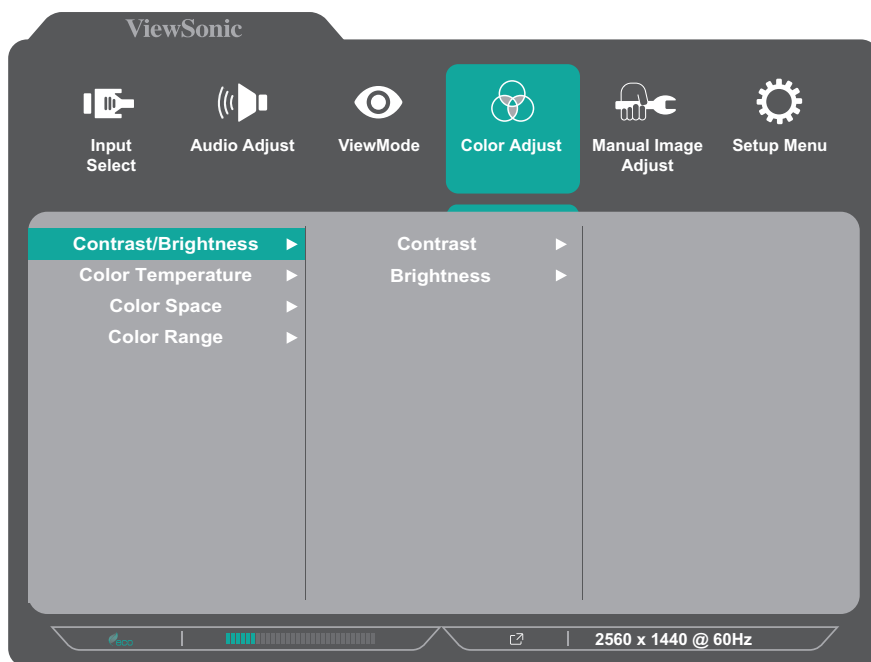 ViewSonic
Input
Select
Audio Adjust
ViewMode
Color Adjust
Manual Image
Adjust
Setup Menu
Contrast/Brightness
Color Temperature
Color Space
Color Range
Contrast
Brightness
eco
2560 x 1440 @ 60Hz